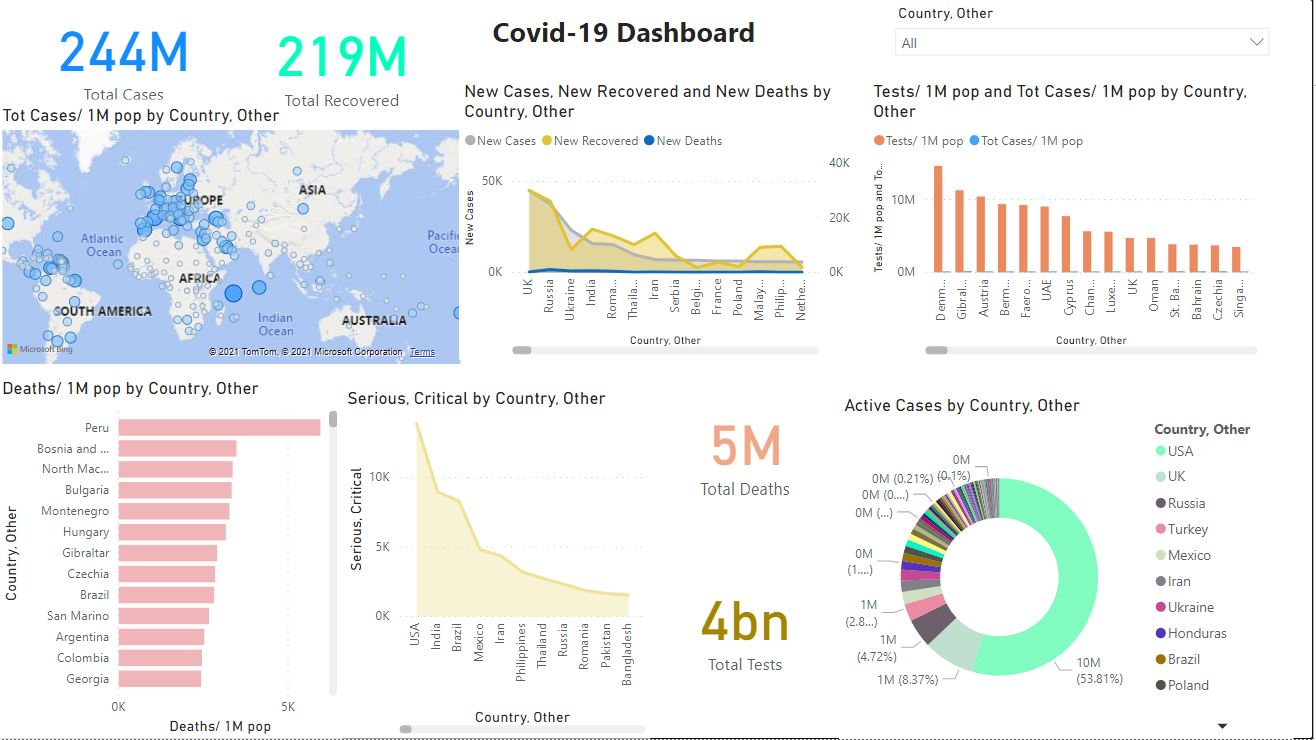 244M
Total Cases
219M
Total Recovered
Covid-19 Dashboard
Country, Other
All
Tot Cases/ 1M pop by Country, Other
EUROPE
ASIA
Atlantic
Ocean
Pacific
Ocean
AFRICA
SOUTH AMERICA
Indian
Ocean
AUSTRALIA
Microsoft Bing
© 2021 TomTom, © 2021 Microsoft Corporation Terms
New Cases, New Recovered and New Deaths by
Country, Other
New Cases New Recovered New Deaths
New Cases
50K
0K
40K
20K
0K
UK
Russia
Ukraine
India
Roma...
Thaila...
Iran
Serbia
Belgi...
France
Poland
Malay...
Philip...
Nethe...
Country, Other
Tests/ 1M pop and Tot Cases/ 1M pop by Country,
Other
Tests/ 1M pop Tot Cases/ 1M pop
Tests/ 1M pop and To...
10M
0M
Denm...
Gibral...
Austria
Berm...
Faero...
UAE
Cyprus
Chan...
Luxe...
UK
Oman
St. Ba...
Bahrain
Czechia
Singa...
Country, Other
Deaths/ 1M pop by Country, Other
Country, Other
Peru
Bosnia and ...
North Mac...
Bulgaria
Montenegro
Hungary
Gibraltar
Czechia
Brazil
San Marino
Argentina
Colombia
Georgia
0K
5K
Deaths/ 1M pop
Serious, Critical by Country, Other
Serious, Critical
10K
5K
0K
USA
India
Brazil
Mexico
Iran
Philippines
Thailand
Russia
Romania
Pakistan
Bangladesh
Country, Other
5M
Total Deaths
4bn
Total Tests
Active Cases by Country, Other
0M
(0.1%)
0M (0.21%)
0M (0....)
0M (...)
0M
(1....)
1M
(2.8...)
1M
(4.72%)
1M (8.37%)
10M
(53.81%)
Country, Other
USA
UK
Russia
Turkey
Mexico
Iran
Ukraine
Honduras
Brazil
Poland